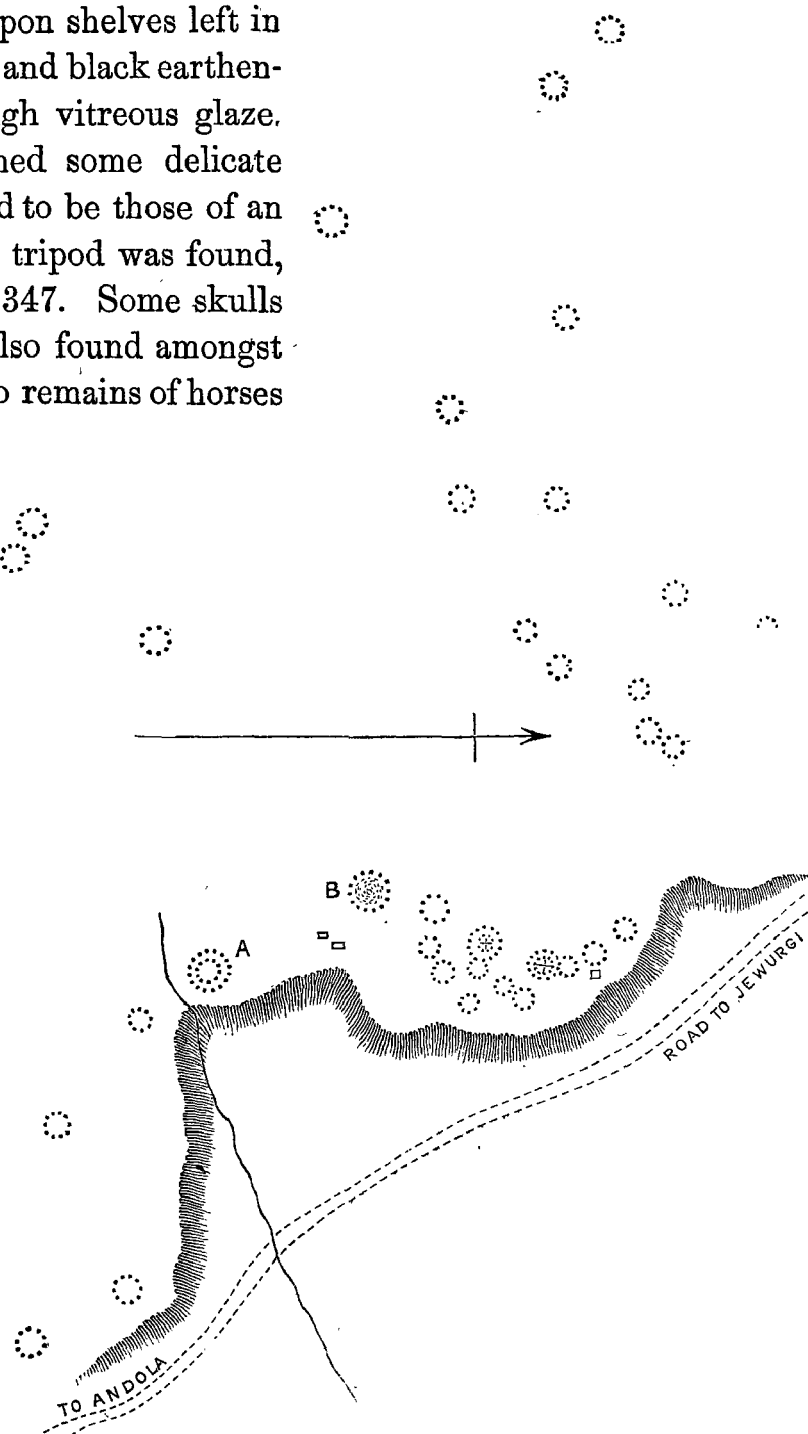 pon shelves left in
and black earthen-
gh vitreous glaze.
ned some delicate
d to be those of an
tripod was found,
347. Some skulls
lso found amongst
o remains of horses
B
A
ROAD TO JEWURGI
TO ANDOLA